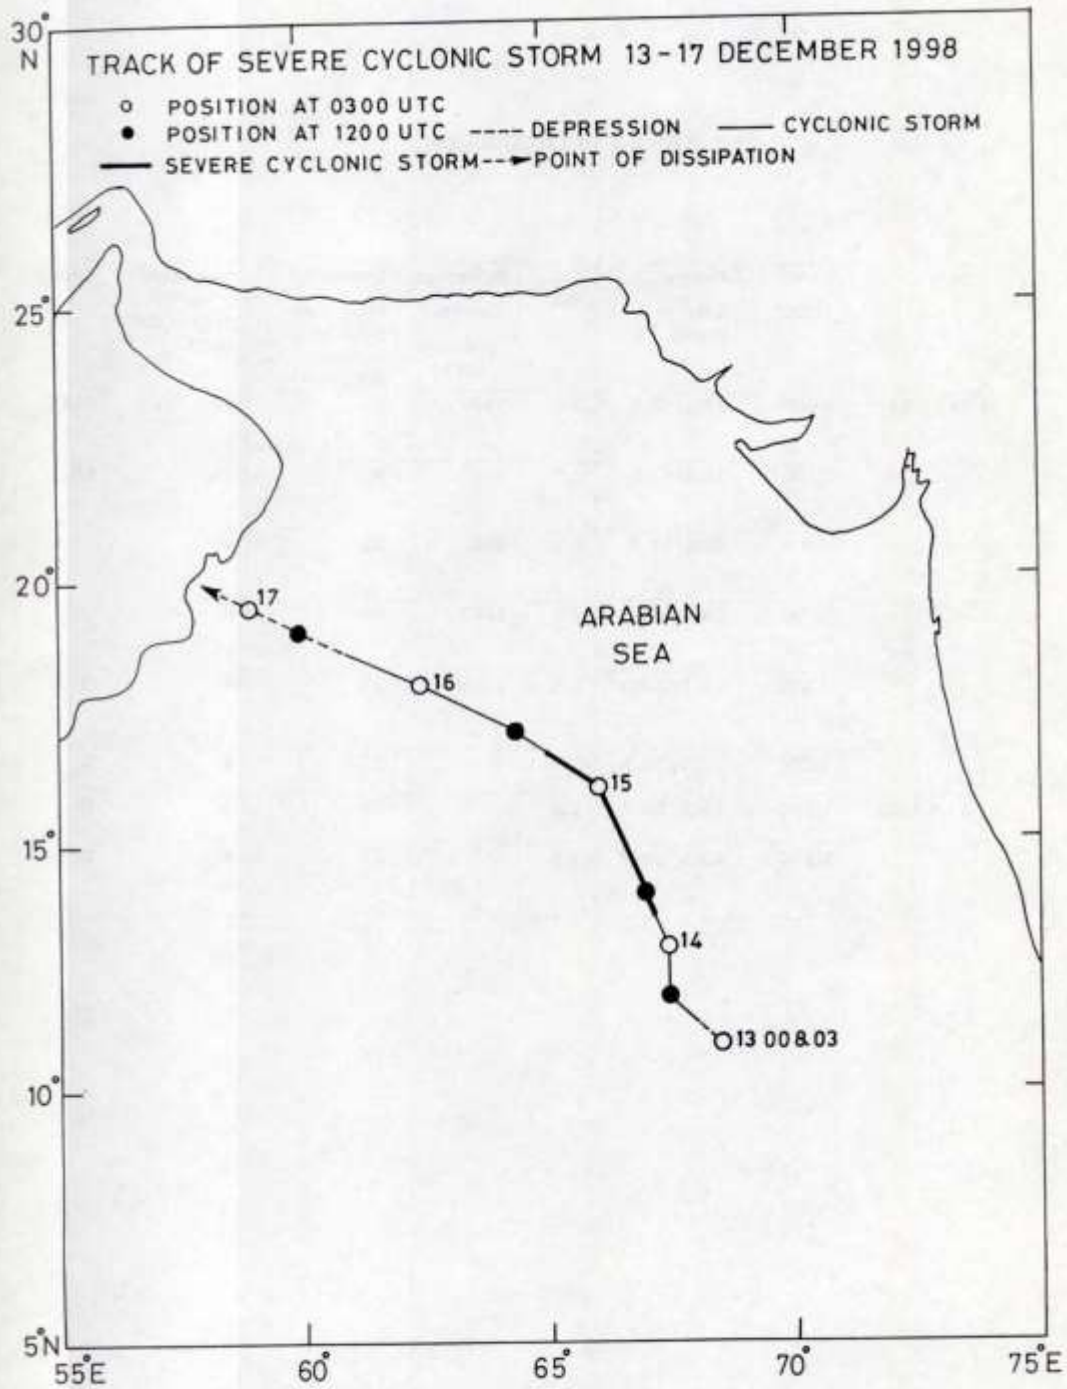 30°
N
TRACK OF SEVERE CYCLONIC STORM 13-17 DECEMBER 1998
POSITION AT 0300 UTC
POSITION AT 1200 UTC ---- DEPRESSION —— CYCLONIC STORM
SEVERE CYCLONIC STORM POINT OF DISSIPATION
25°
20°
17
ARABIAN
SEA
16
15
15°
14
13 00&03
10°
5°N
55°E 60° 65° 70° 75°E